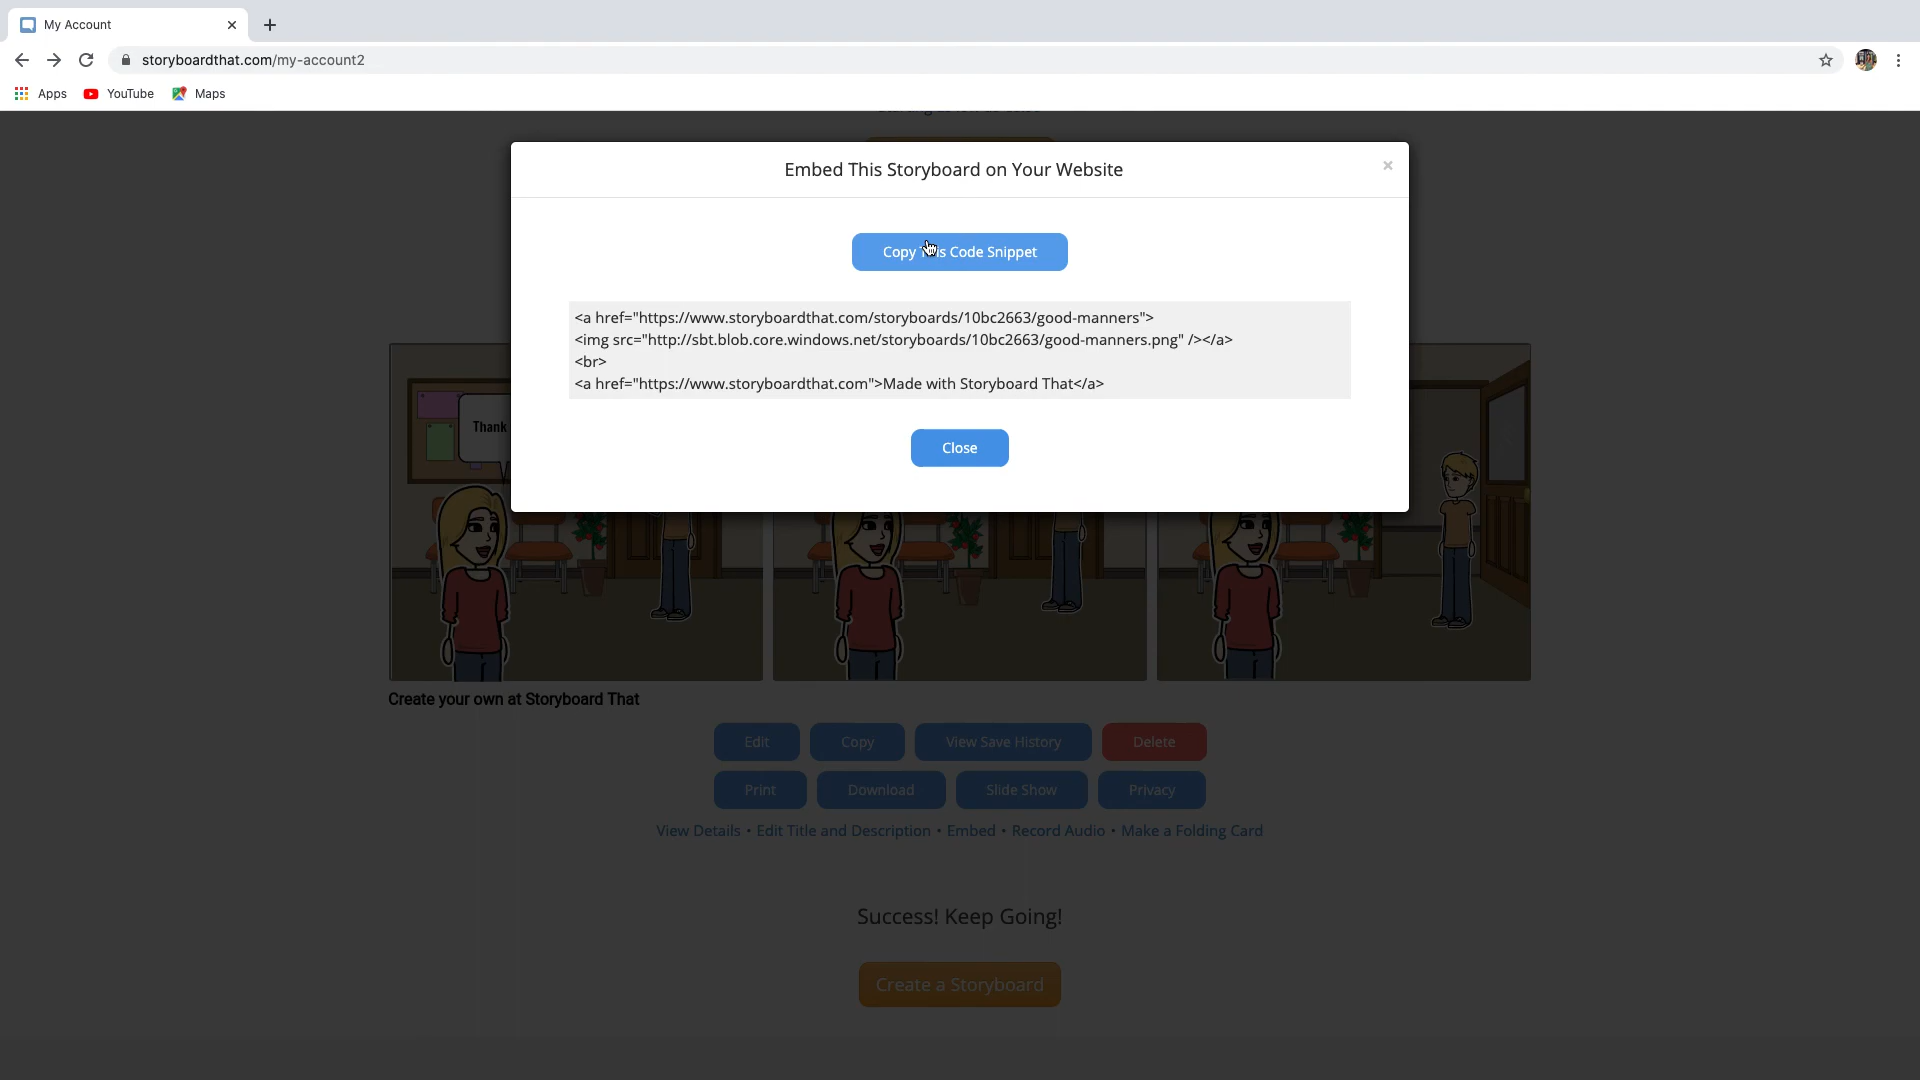 My Account
storyboardthat.com/my-account2
Apps
YouTube
Maps
Embed This Storyboard on Your Website
×
Copy This Code Snippet
<a href="https://www.storyboardthat.com/storyboards/10bc2663/good-manners">
<img src="http://sbt.blob.core.windows.net/storyboards/10bc2663/good-manners.png" /></a>
<br>
<a href="https://www.storyboardthat.com">Made with Storyboard That</a>
Close
Thank
Create your own at Storyboard That
Edit
Copy
View Save History
Delete
Print
Download
Slide Show
Privacy
View Details • Edit Title and Description • Embed • Record Audio • Make a Folding Card
Success! Keep Going!
Create a Storyboard